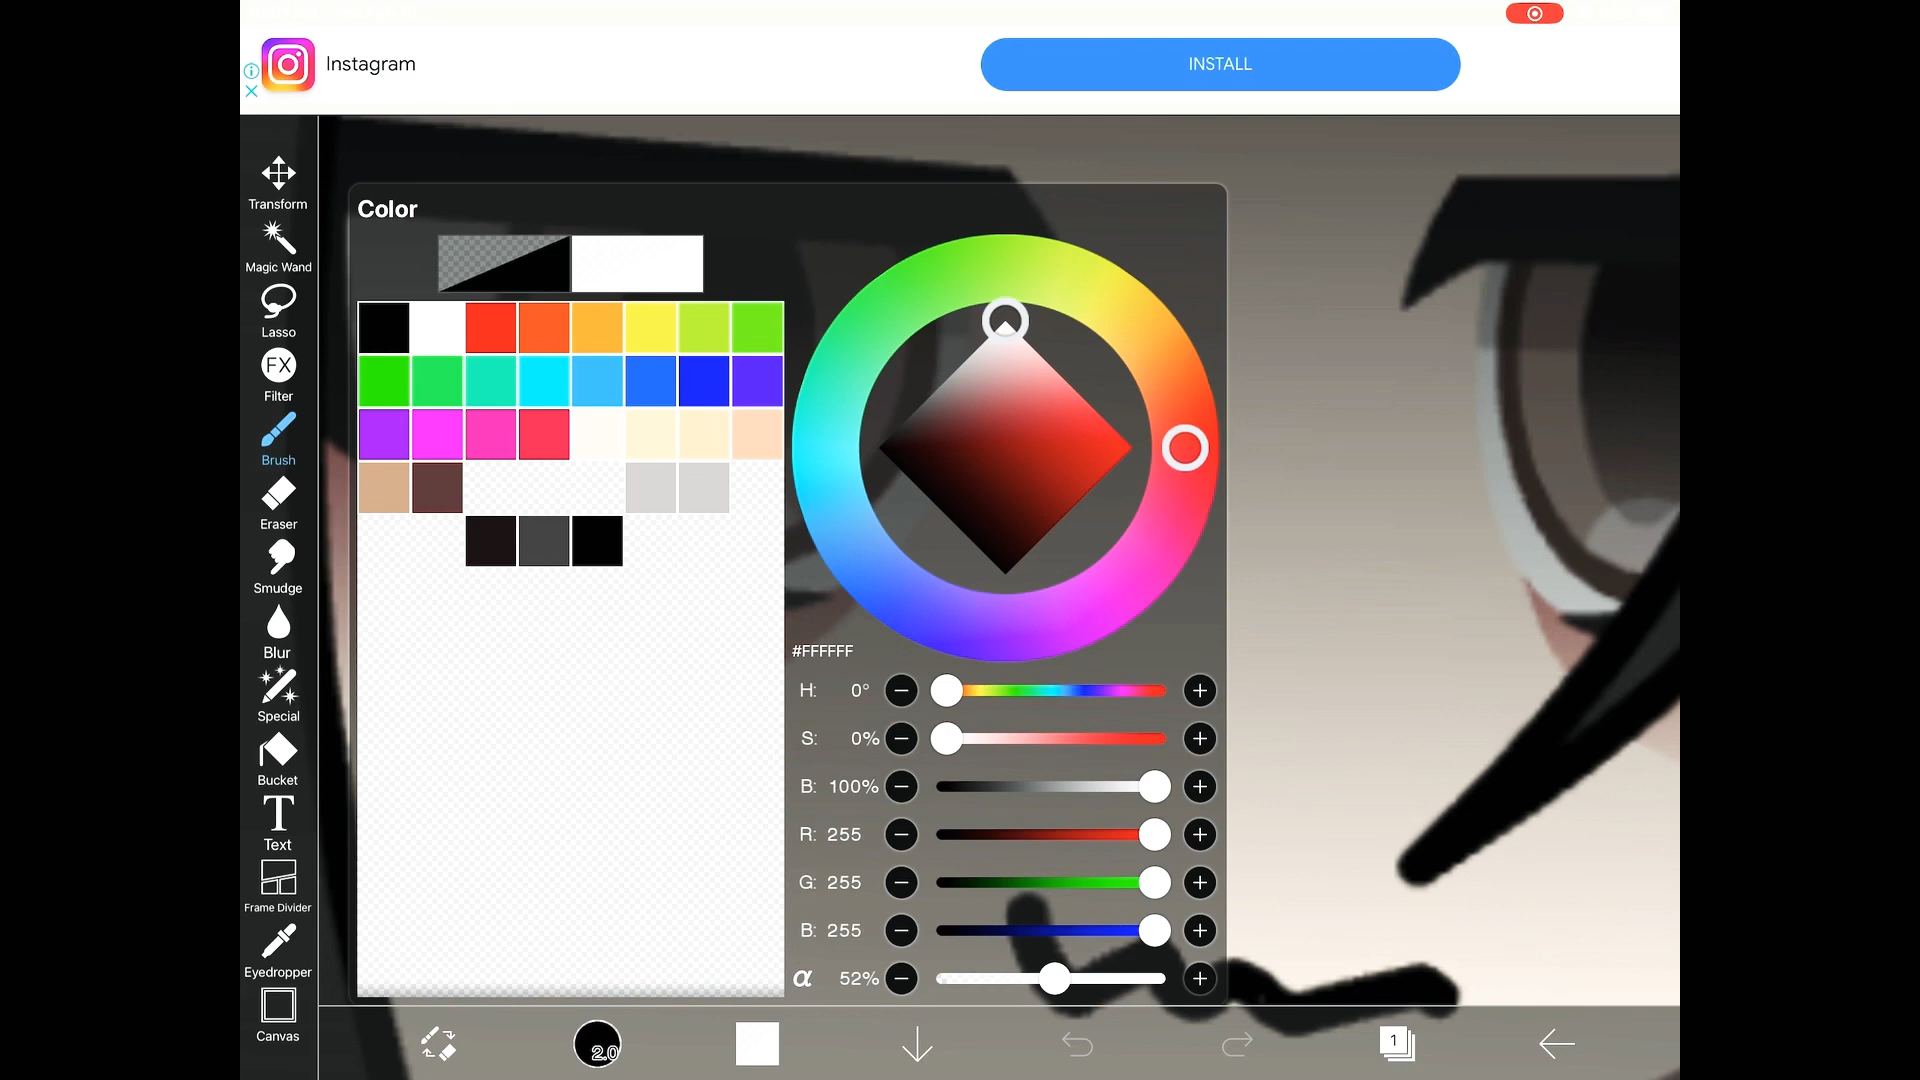 Instagram
INSTALL
Transform
Magic Wand
Lasso
FX
Filter
Brush
Eraser
Smudge
Blur
Special
Bucket
T
Text
Frame Divider
Eyedropper
Canvas
Color
#FFFFFF
H: 0°
S: 0%
B: 100%
R: 255
G: 255
B: 255
α 52%
2.0
1